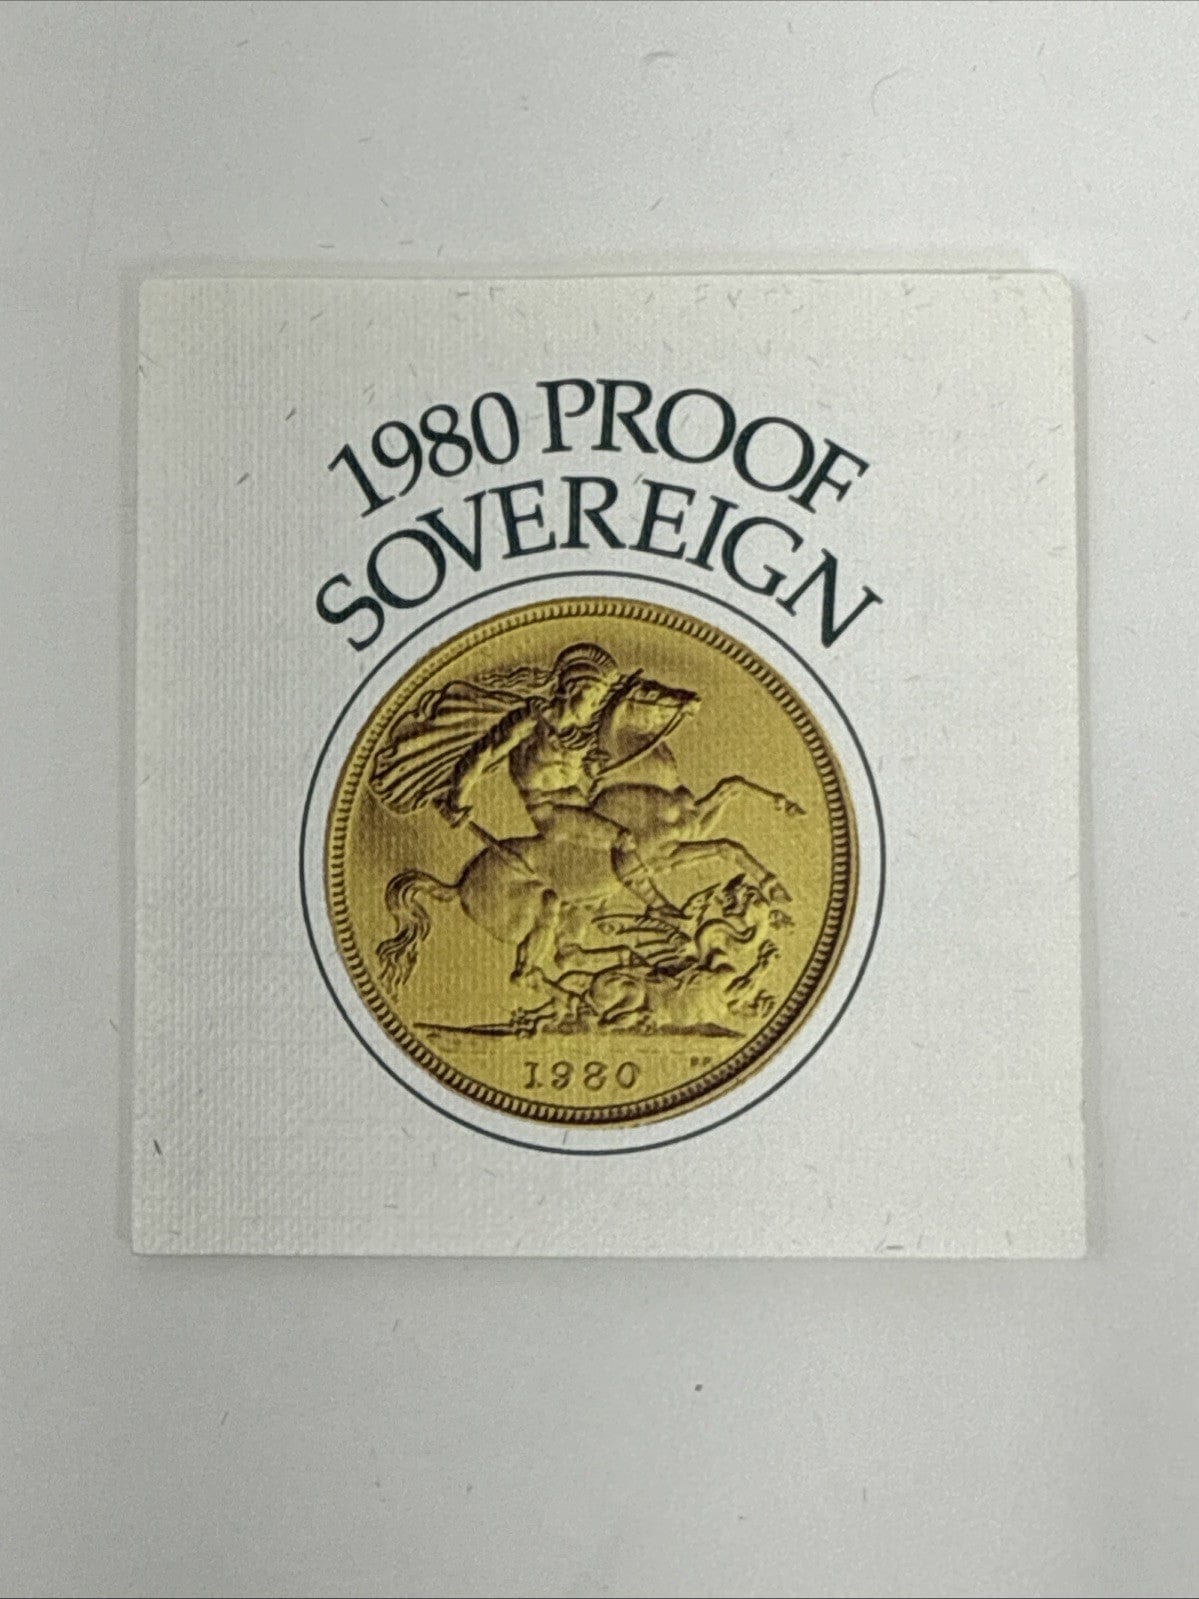 1980 PROOF
SOVEREIGN
1980
B.P.